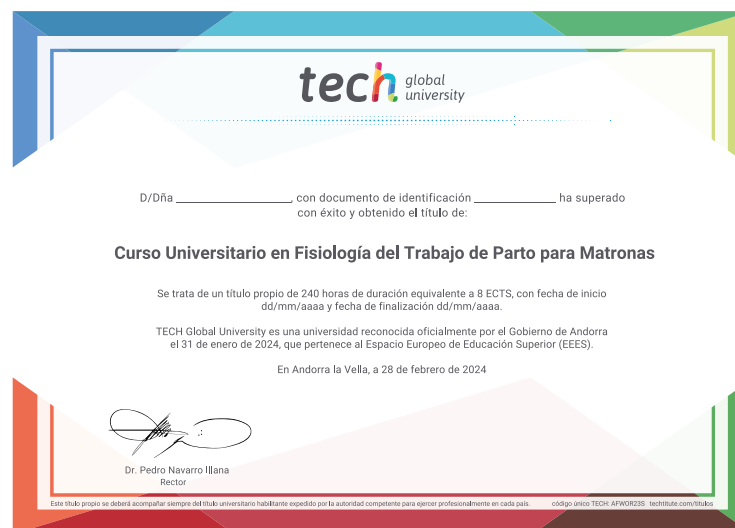 tech global university
D/Dña ____________________, con documento de identificación ______________ ha superado
con éxito y obtenido el título de:
Curso Universitario en Fisiología del Trabajo de Parto para Matronas
Se trata de un título propio de 240 horas de duración equivalente a 8 ECTS, con fecha de inicio
dd/mm/aaaa y fecha de finalización dd/mm/aaaa.
TECH Global University es una universidad reconocida oficialmente por el Gobierno de Andorra
el 31 de enero de 2024, que pertenece al Espacio Europeo de Educación Superior (EEES).
En Andorra la Vella, a 28 de febrero de 2024
Dr. Pedro Navarro Illana
Rector
Este título propio se deberá acompañar siempre del título universitario habilitante expedido por la autoridad competente para ejercer profesionalmente en cada país. código único TECH: AFWOR23S techtitute.com/titulos